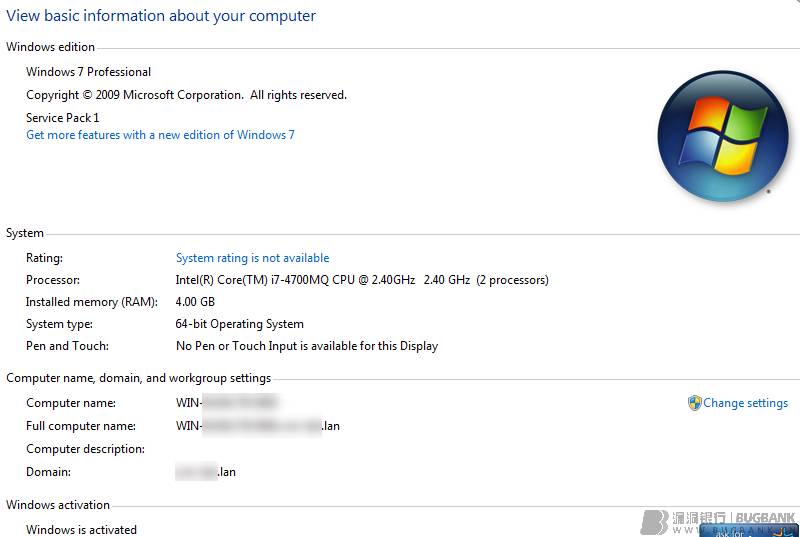 View basic information about your computer
Windows edition
Windows 7 Professional
Copyright © 2009 Microsoft Corporation.  All rights reserved.
Service Pack 1
Get more features with a new edition of Windows 7
System
Rating: System rating is not available
Processor: Intel(R) Core(TM) i7-4700MQ CPU @ 2.40GHz   2.40 GHz  (2 processors)
Installed memory (RAM): 4.00 GB
System type: 64-bit Operating System
Pen and Touch: No Pen or Touch Input is available for this Display
Computer name, domain, and workgroup settings
Computer name: WIN-
Change settings
Full computer name: WIN- .lan
Computer description:
Domain: .lan
Windows activation
Windows is activated
漏洞银行 | BUGBANK
WWW.BUGBANK.CN
ask for